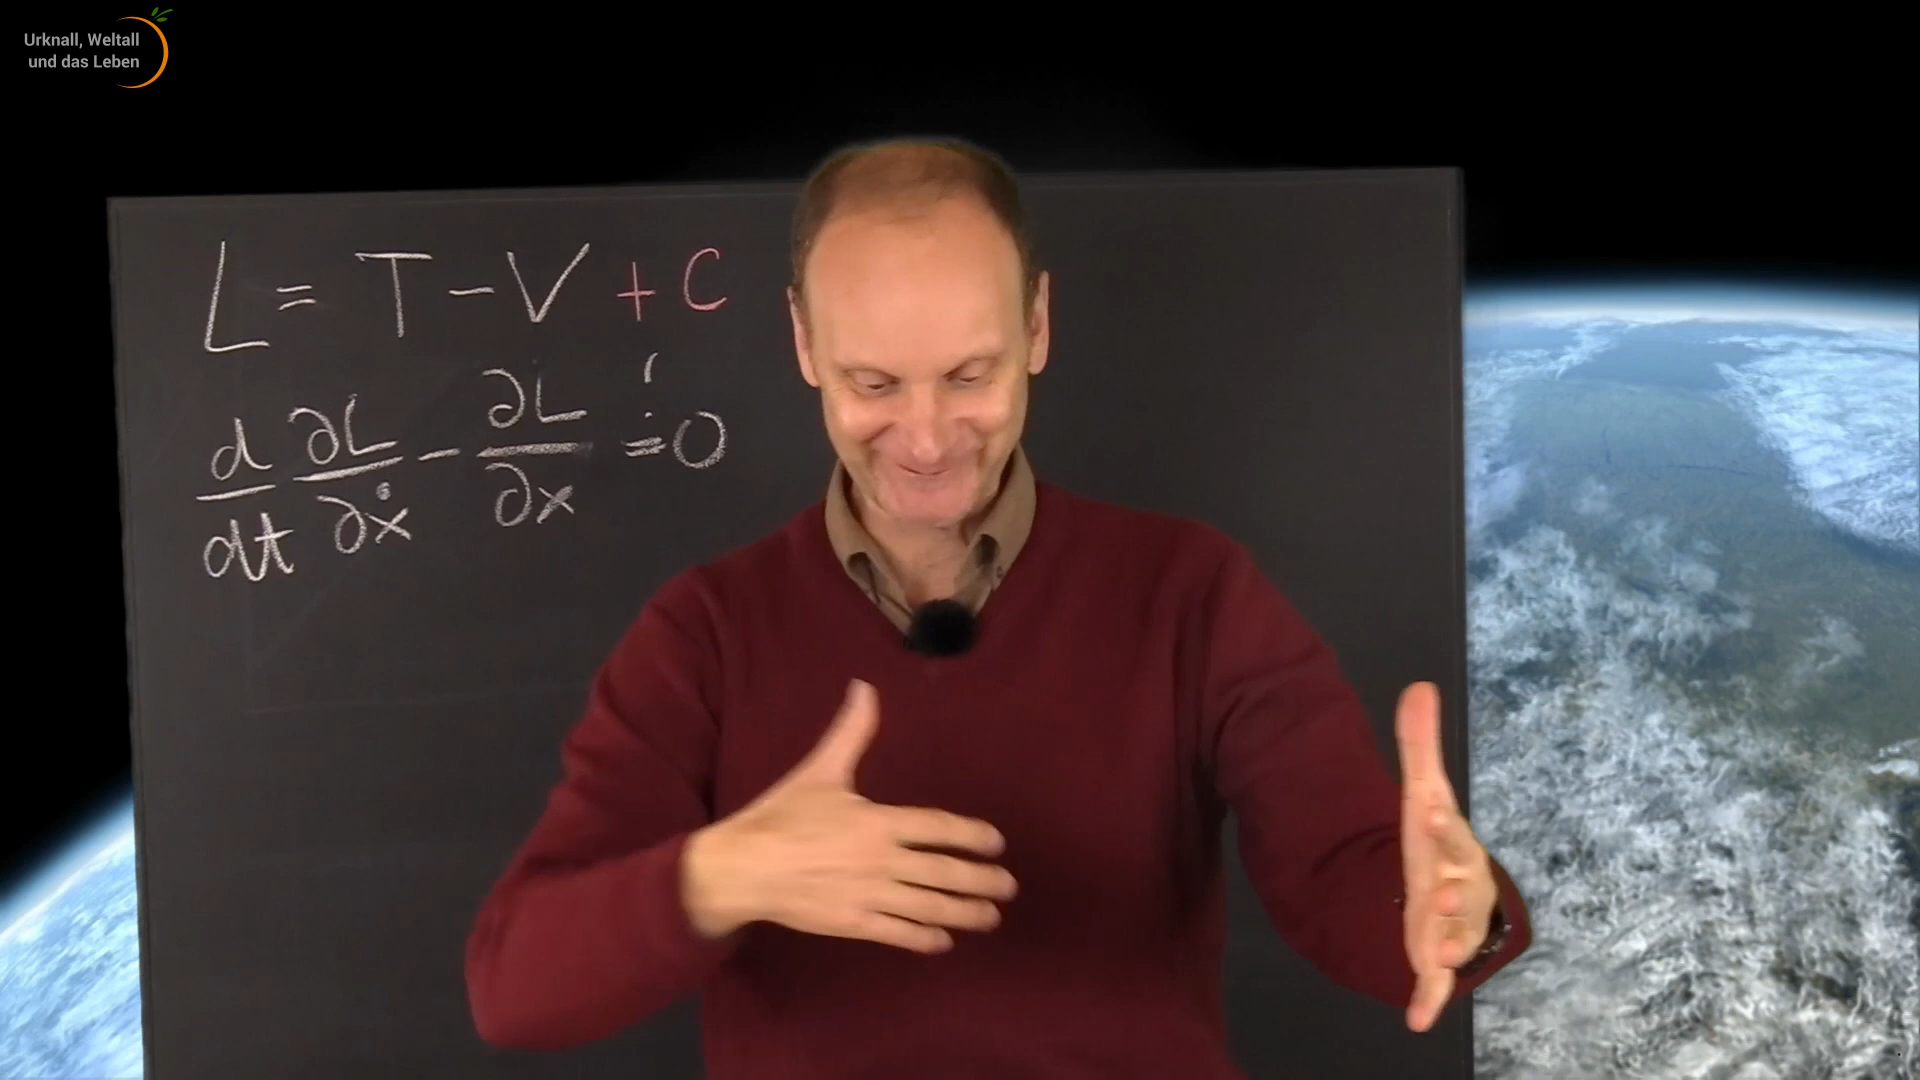 Urknall, Weltall
und das Leben
L = T - V + C
d/dt ∂L/∂ẋ - ∂L/∂x =! 0